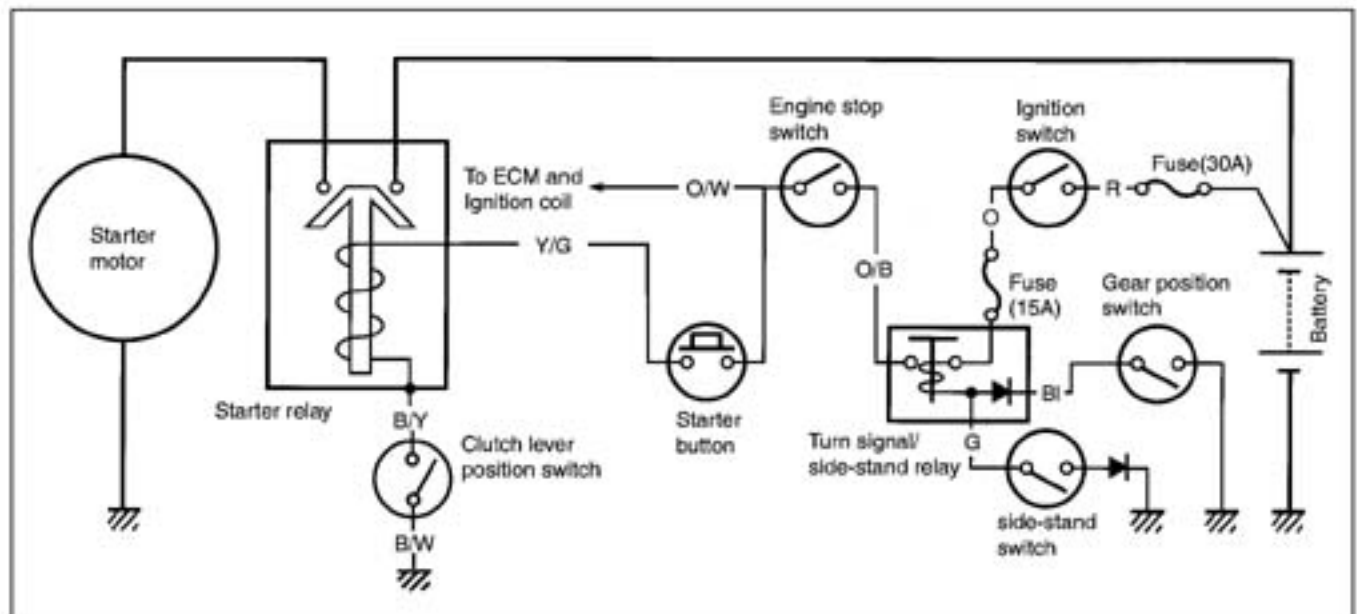 Engine stop
switch
Ignition
switch
Fuse(30A)
To ECM and
Ignition coil
O/W
R
O
Starter
motor
Y/G
O/B
Fuse
(15A)
Gear position
switch
Battery
Starter relay
Starter
button
Bl
Turn signal/
side-stand relay
G
B/Y
Clutch lever
position switch
side-stand
switch
B/W